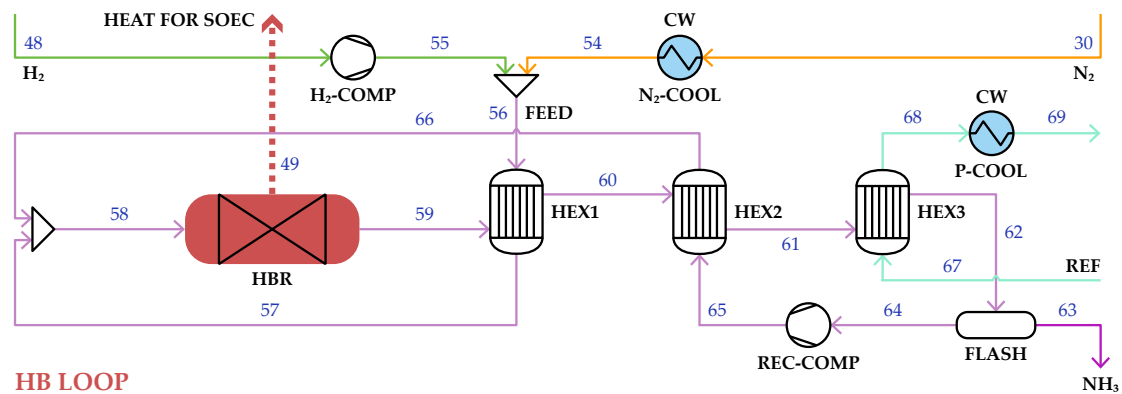 HEAT FOR SOEC
CW
48
55
54
30
H₂
H₂-COMP
N₂-COOL
N₂
CW
56
FEED
66
68
69
P-COOL
49
60
58
59
HEX1
HEX2
HEX3
61
62
HBR
67
REF
57
65
64
63
REC-COMP
FLASH
HB LOOP
NH₃